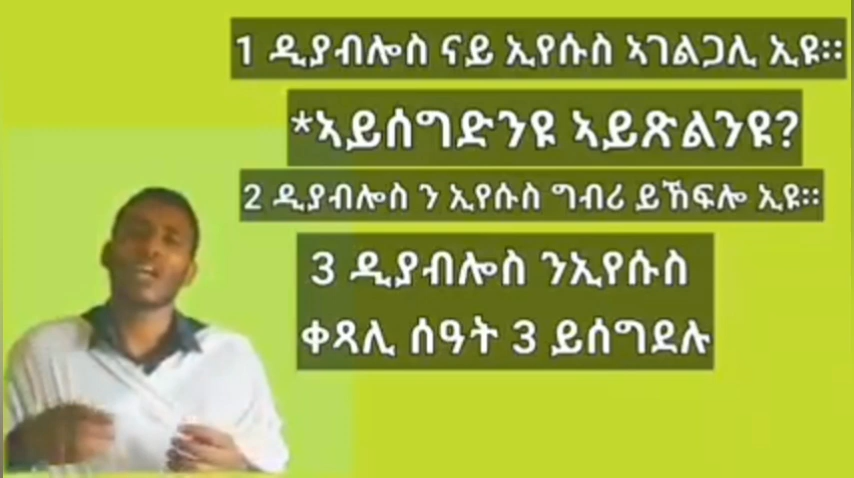 1 ዲያብሎስ ናይ ኢየሱስ ኣገልጋሊ ኢዩ።
*ኣይሰግድንዩ ኣይጽልንዩ?
2 ዲያብሎስ ን ኢየሱስ ግብሪ ይኸፍሎ ኢዩ።
3 ዲያብሎስ ንኢየሱስ
ቀጻሊ ሰዓት 3 ይሰግደሉ